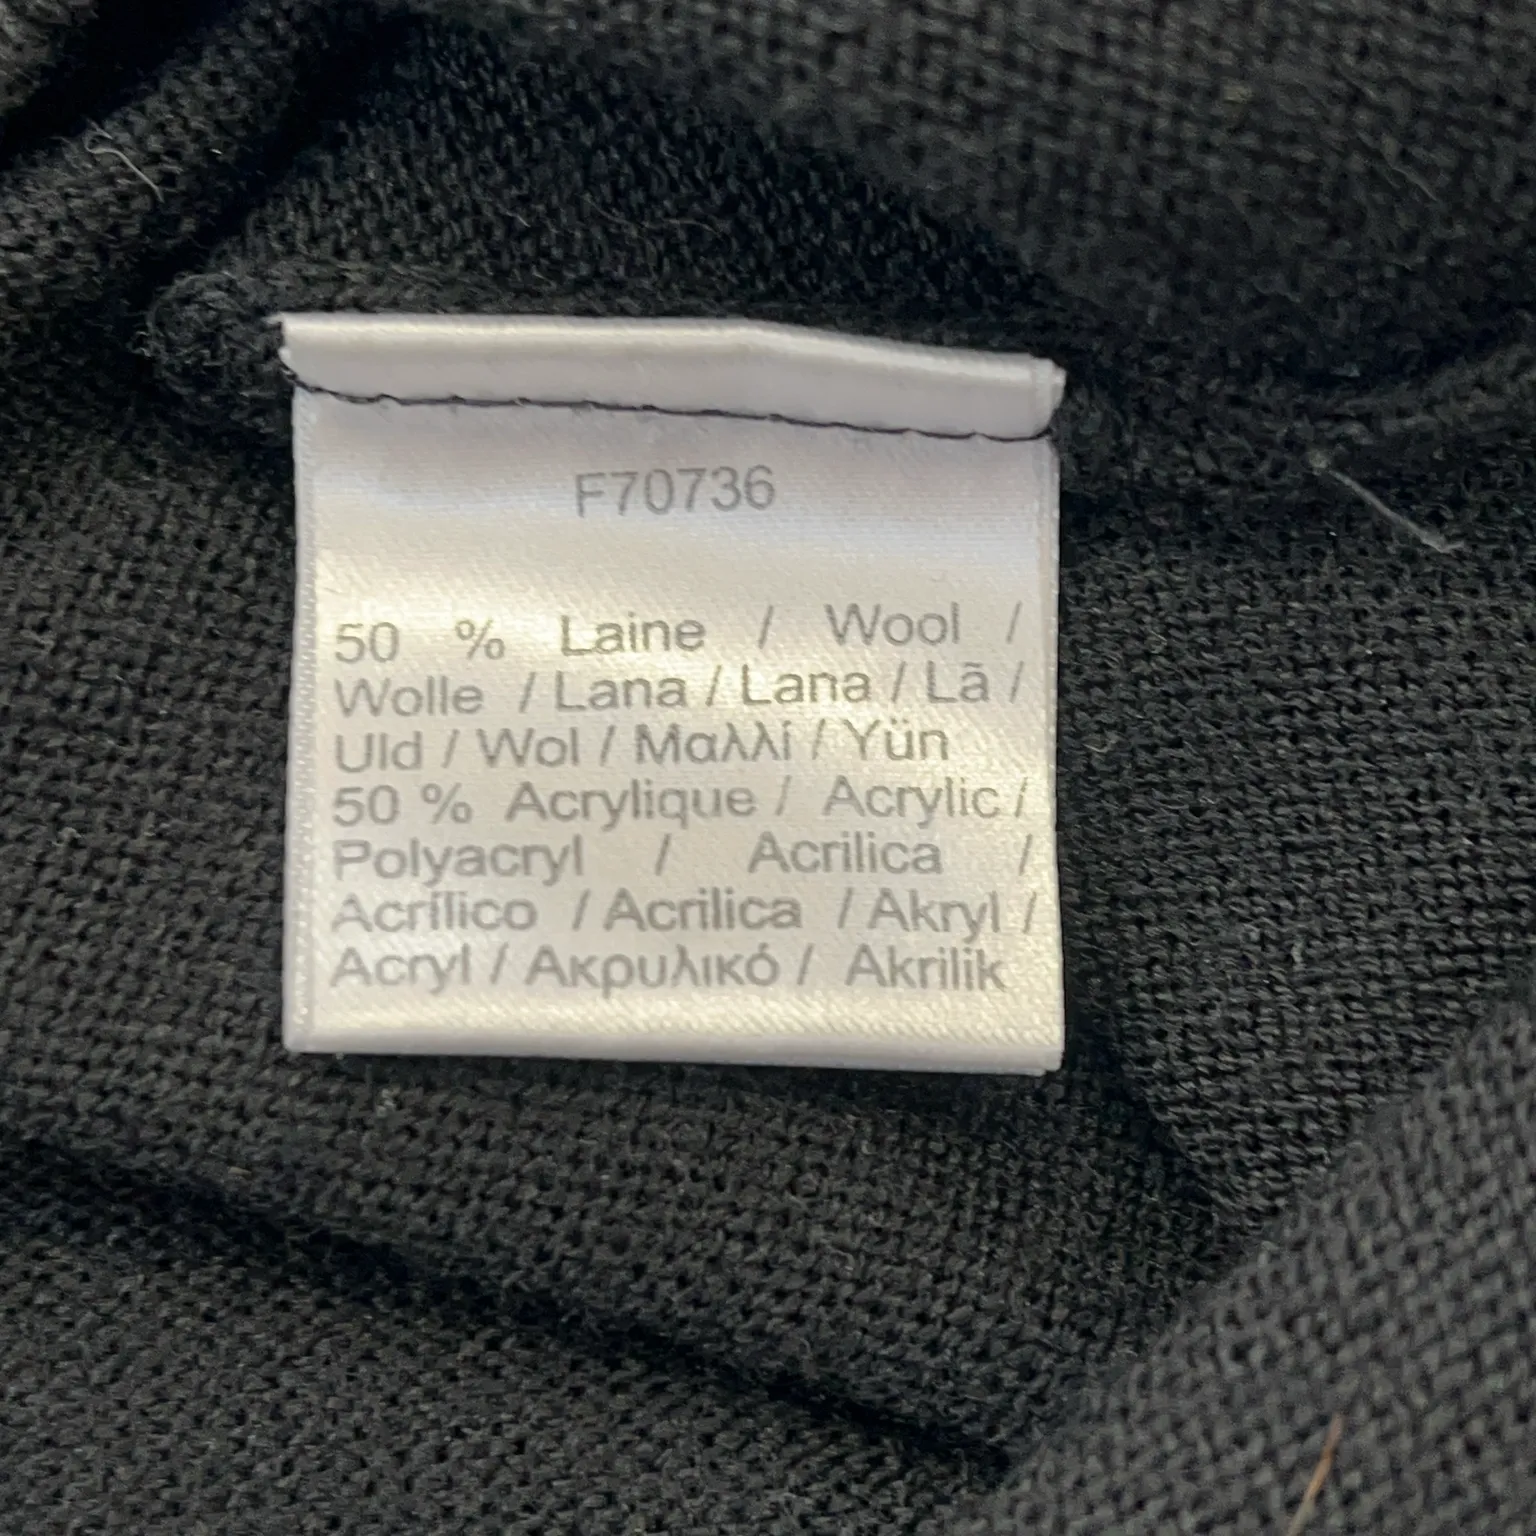 F70736
50 % Laine / Wool /
Wolle / Lana / Lana / Lã /
Uld / Wol / Μαλλί / Yün
50 % Acrylique / Acrylic /
Polyacryl / Acrilica /
Acrílico / Acrilica / Akryl /
Acryl / Ακρυλικό / Akrilik